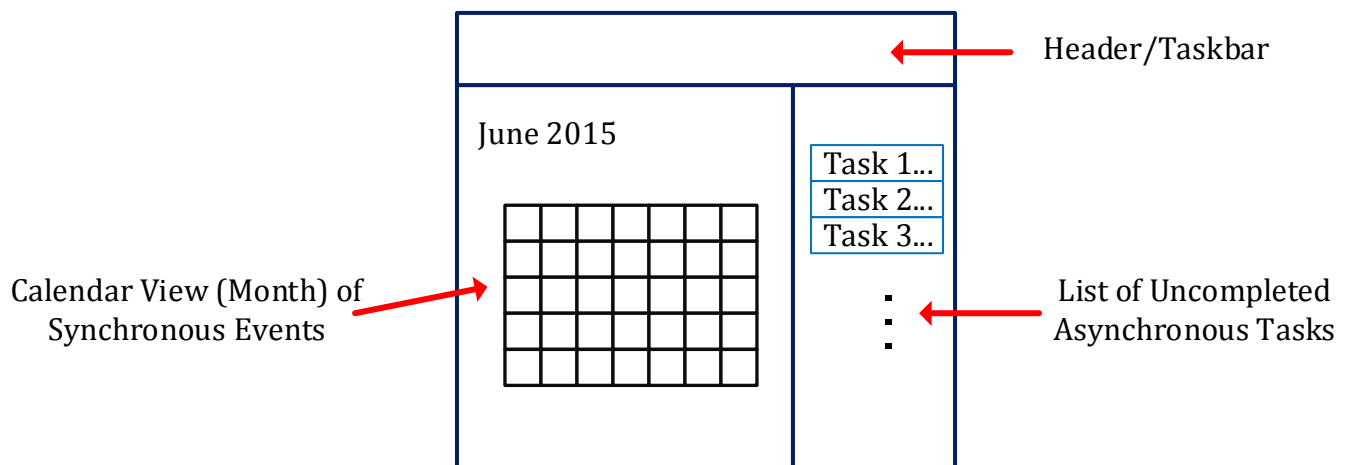 Header/Taskbar
June 2015
Task 1...
Task 2...
Task 3...
Calendar View (Month) of
Synchronous Events
List of Uncompleted
Asynchronous Tasks